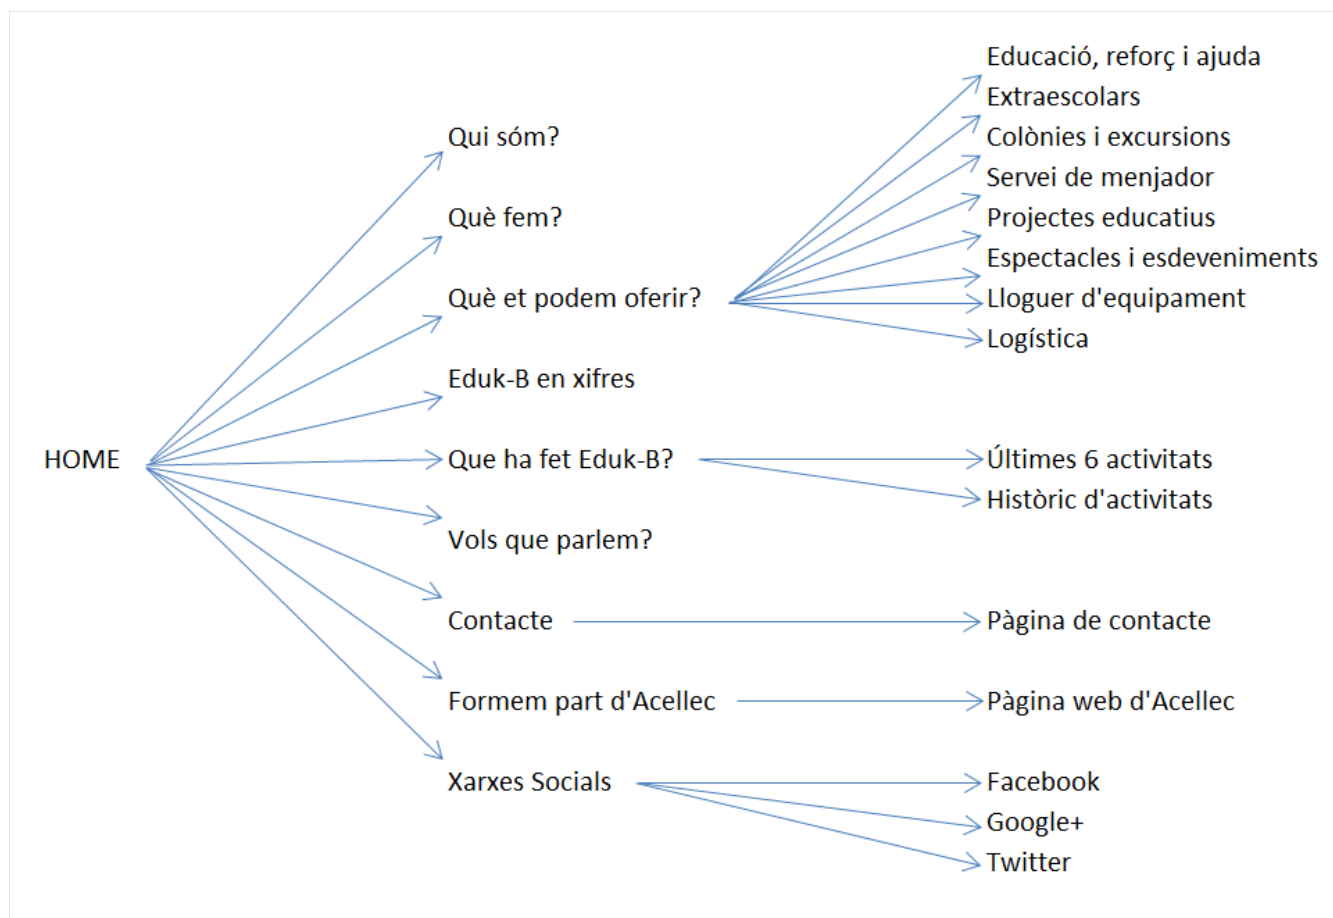 HOME
Qui sóm?
Què fem?
Què et podem oferir?
Educació, reforç i ajuda
Extraescolars
Colònies i excursions
Servei de menjador
Projectes educatius
Espectacles i esdeveniments
Lloguer d'equipament
Logística
Eduk-B en xifres
Que ha fet Eduk-B?
Últimes 6 activitats
Històric d'activitats
Vols que parlem?
Contacte
Pàgina de contacte
Formem part d'Acellec
Pàgina web d'Acellec
Xarxes Socials
Facebook
Google+
Twitter